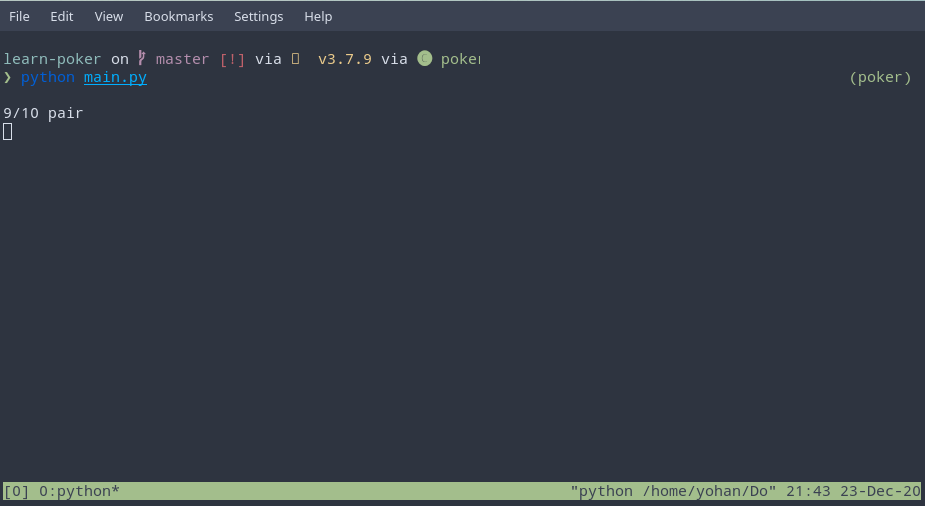 File Edit View Bookmarks Settings Help
learn-poker on master [!] via v3.7.9 via C poker
❯ python main.py (poker)
9/10 pair
[0] 0:python* "python /home/yohan/Do" 21:43 23-Dec-20